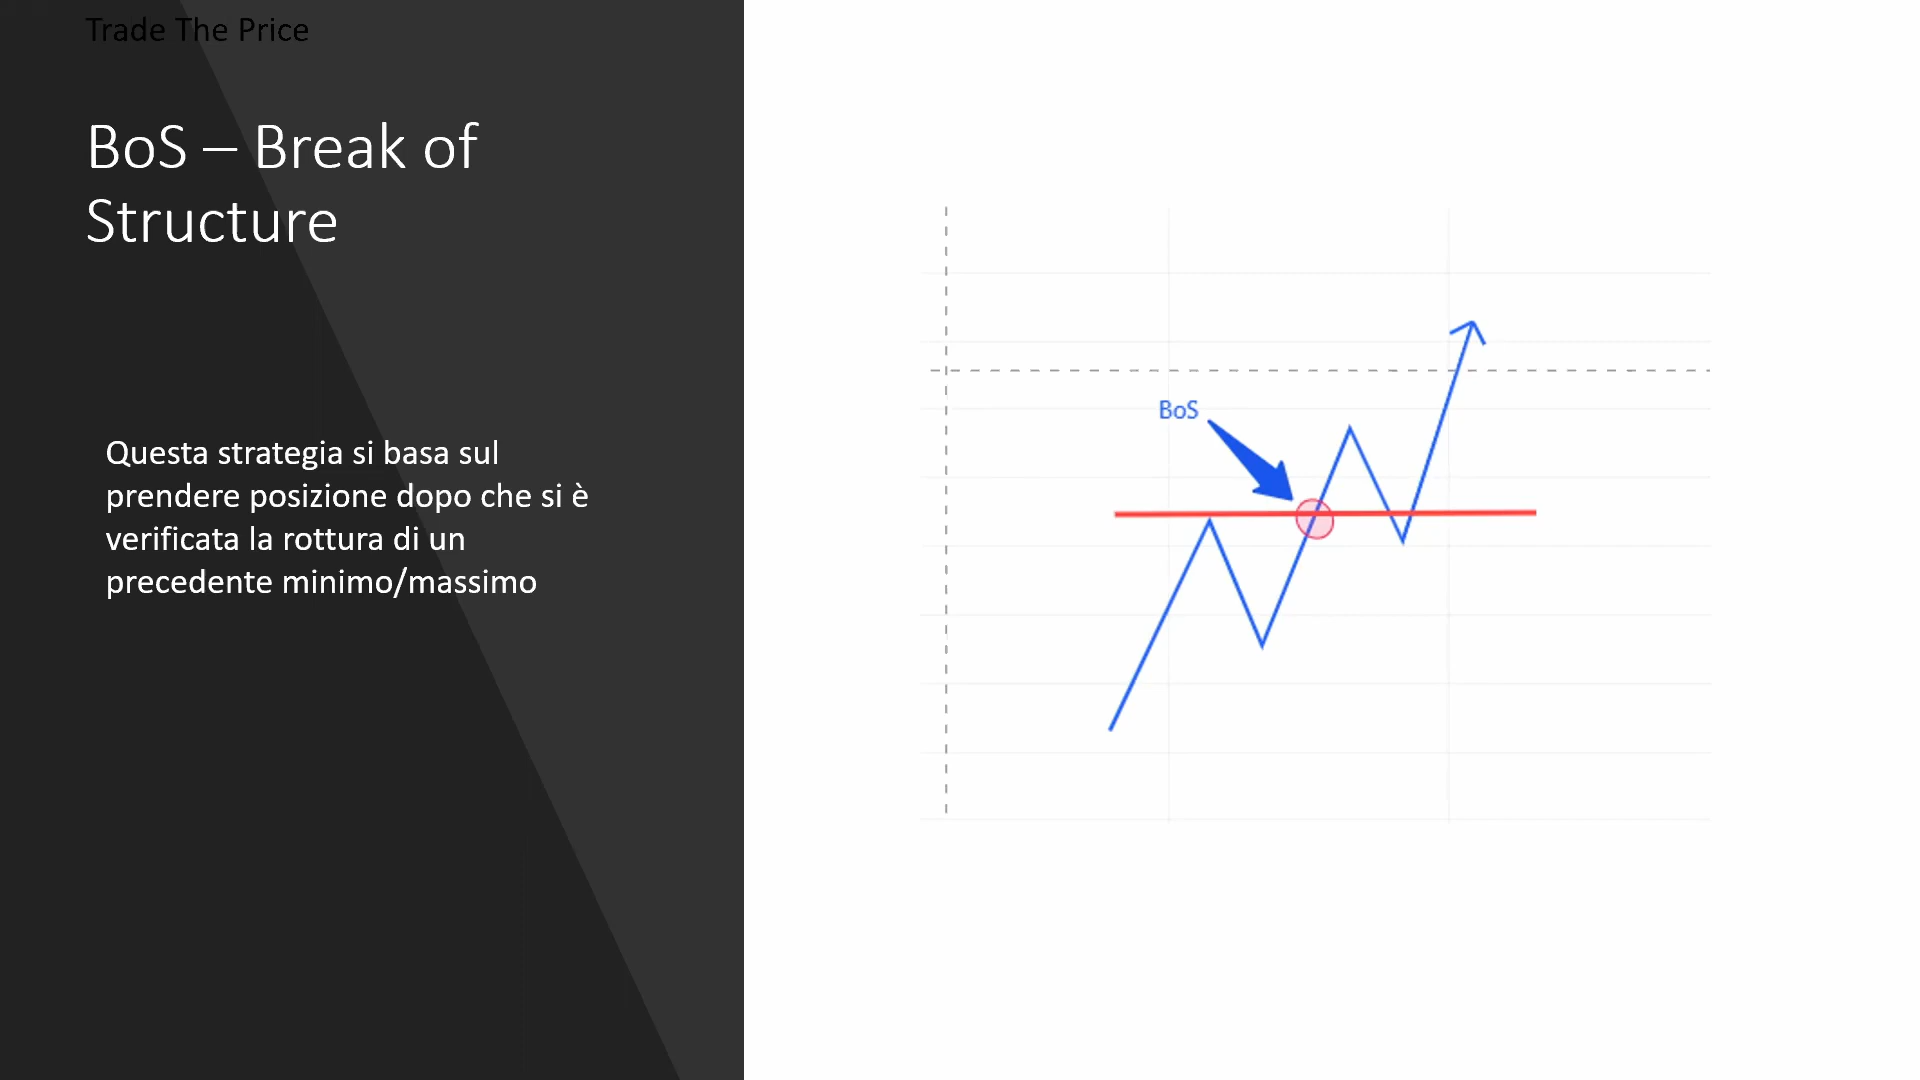 Trade The Price
BoS – Break of
Structure
Questa strategia si basa sul
prendere posizione dopo che si è
verificata la rottura di un
precedente minimo/massimo
BoS